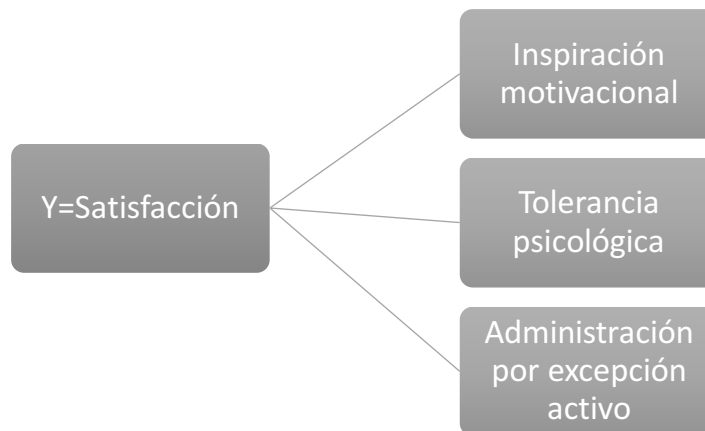 Y=Satisfacción
Inspiración
motivacional
Tolerancia
psicológica
Administración
por excepción
activo